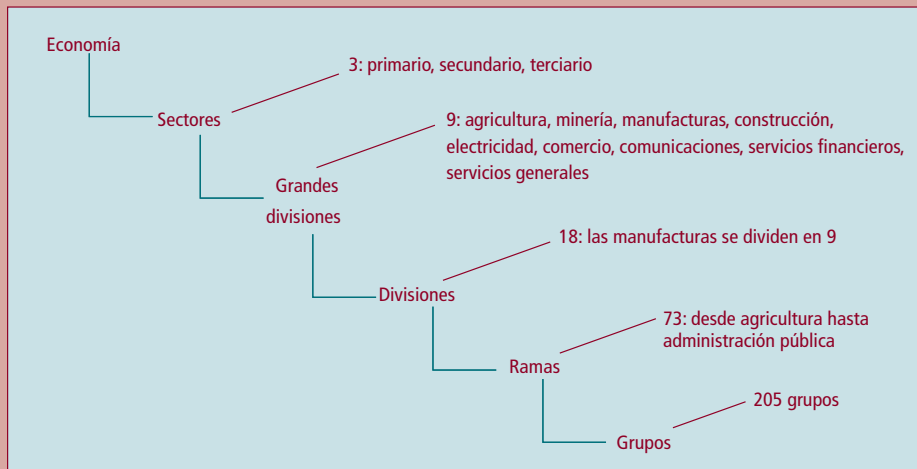 Economía
3: primario, secundario, terciario
Sectores
9: agricultura, minería, manufacturas, construcción,
electricidad, comercio, comunicaciones, servicios financieros,
servicios generales
Grandes
divisiones
18: las manufacturas se dividen en 9
Divisiones
73: desde agricultura hasta
administración pública
Ramas
205 grupos
Grupos